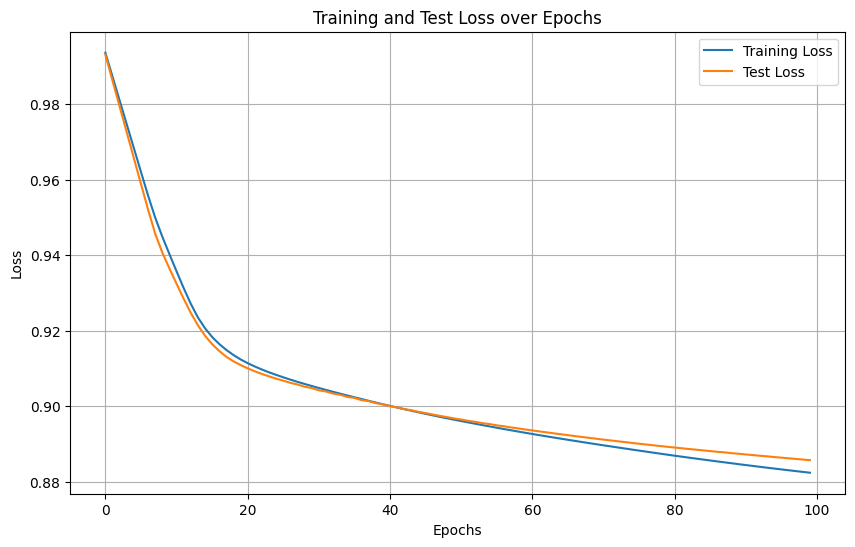 Training and Test Loss over Epochs
Training Loss
Test Loss
0.98
0.96
0.94
0.92
0.90
0.88
Loss
0
20
40
60
80
100
Epochs